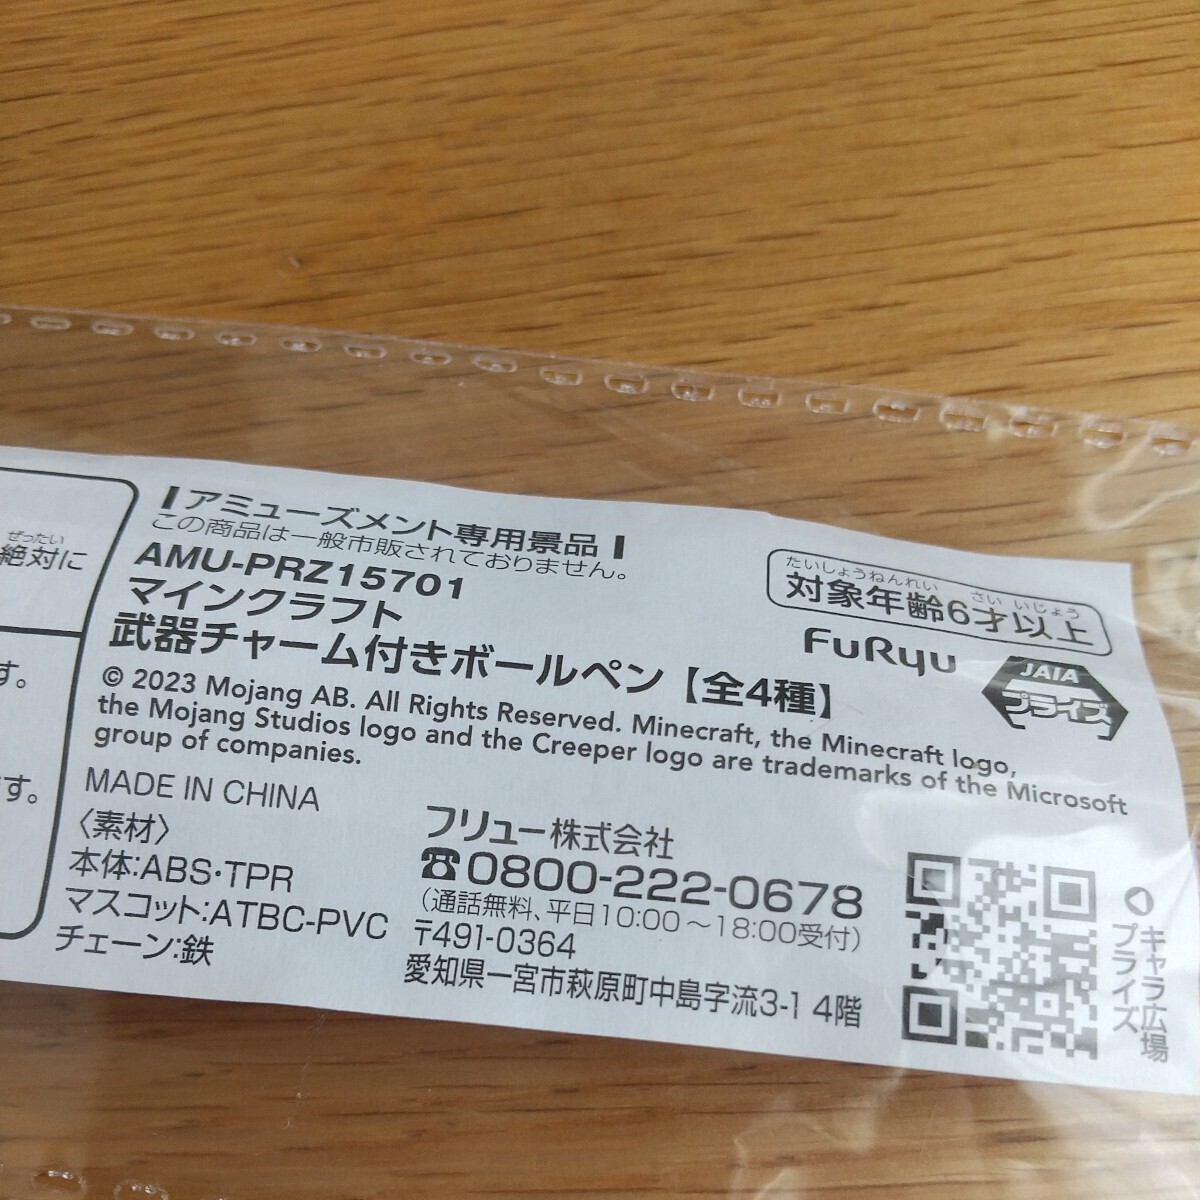 ぜったい
絶対に
す。
す。
アミューズメント専用景品
この商品は一般市販されておりません。
AMU-PRZ15701
マインクラフト
武器チャーム付きボールペン【全4種】
たいしょうねんれい さい いじょう
対象年齢6才以上
FuRyu
JAIA
プライズ
© 2023 Mojang AB. All Rights Reserved. Minecraft, the Minecraft logo,
the Mojang Studios logo and the Creeper logo are trademarks of the Microsoft
group of companies.
MADE IN CHINA
〈素材〉
本体:ABS・TPR
マスコット:ATBC-PVC
チェーン:鉄
フリュー株式会社
☎0800-222-0678
(通話無料、平日10:00〜18:00受付)
〒491-0364
愛知県一宮市萩原町中島字流3-1 4階
キャラ広場
プライズ